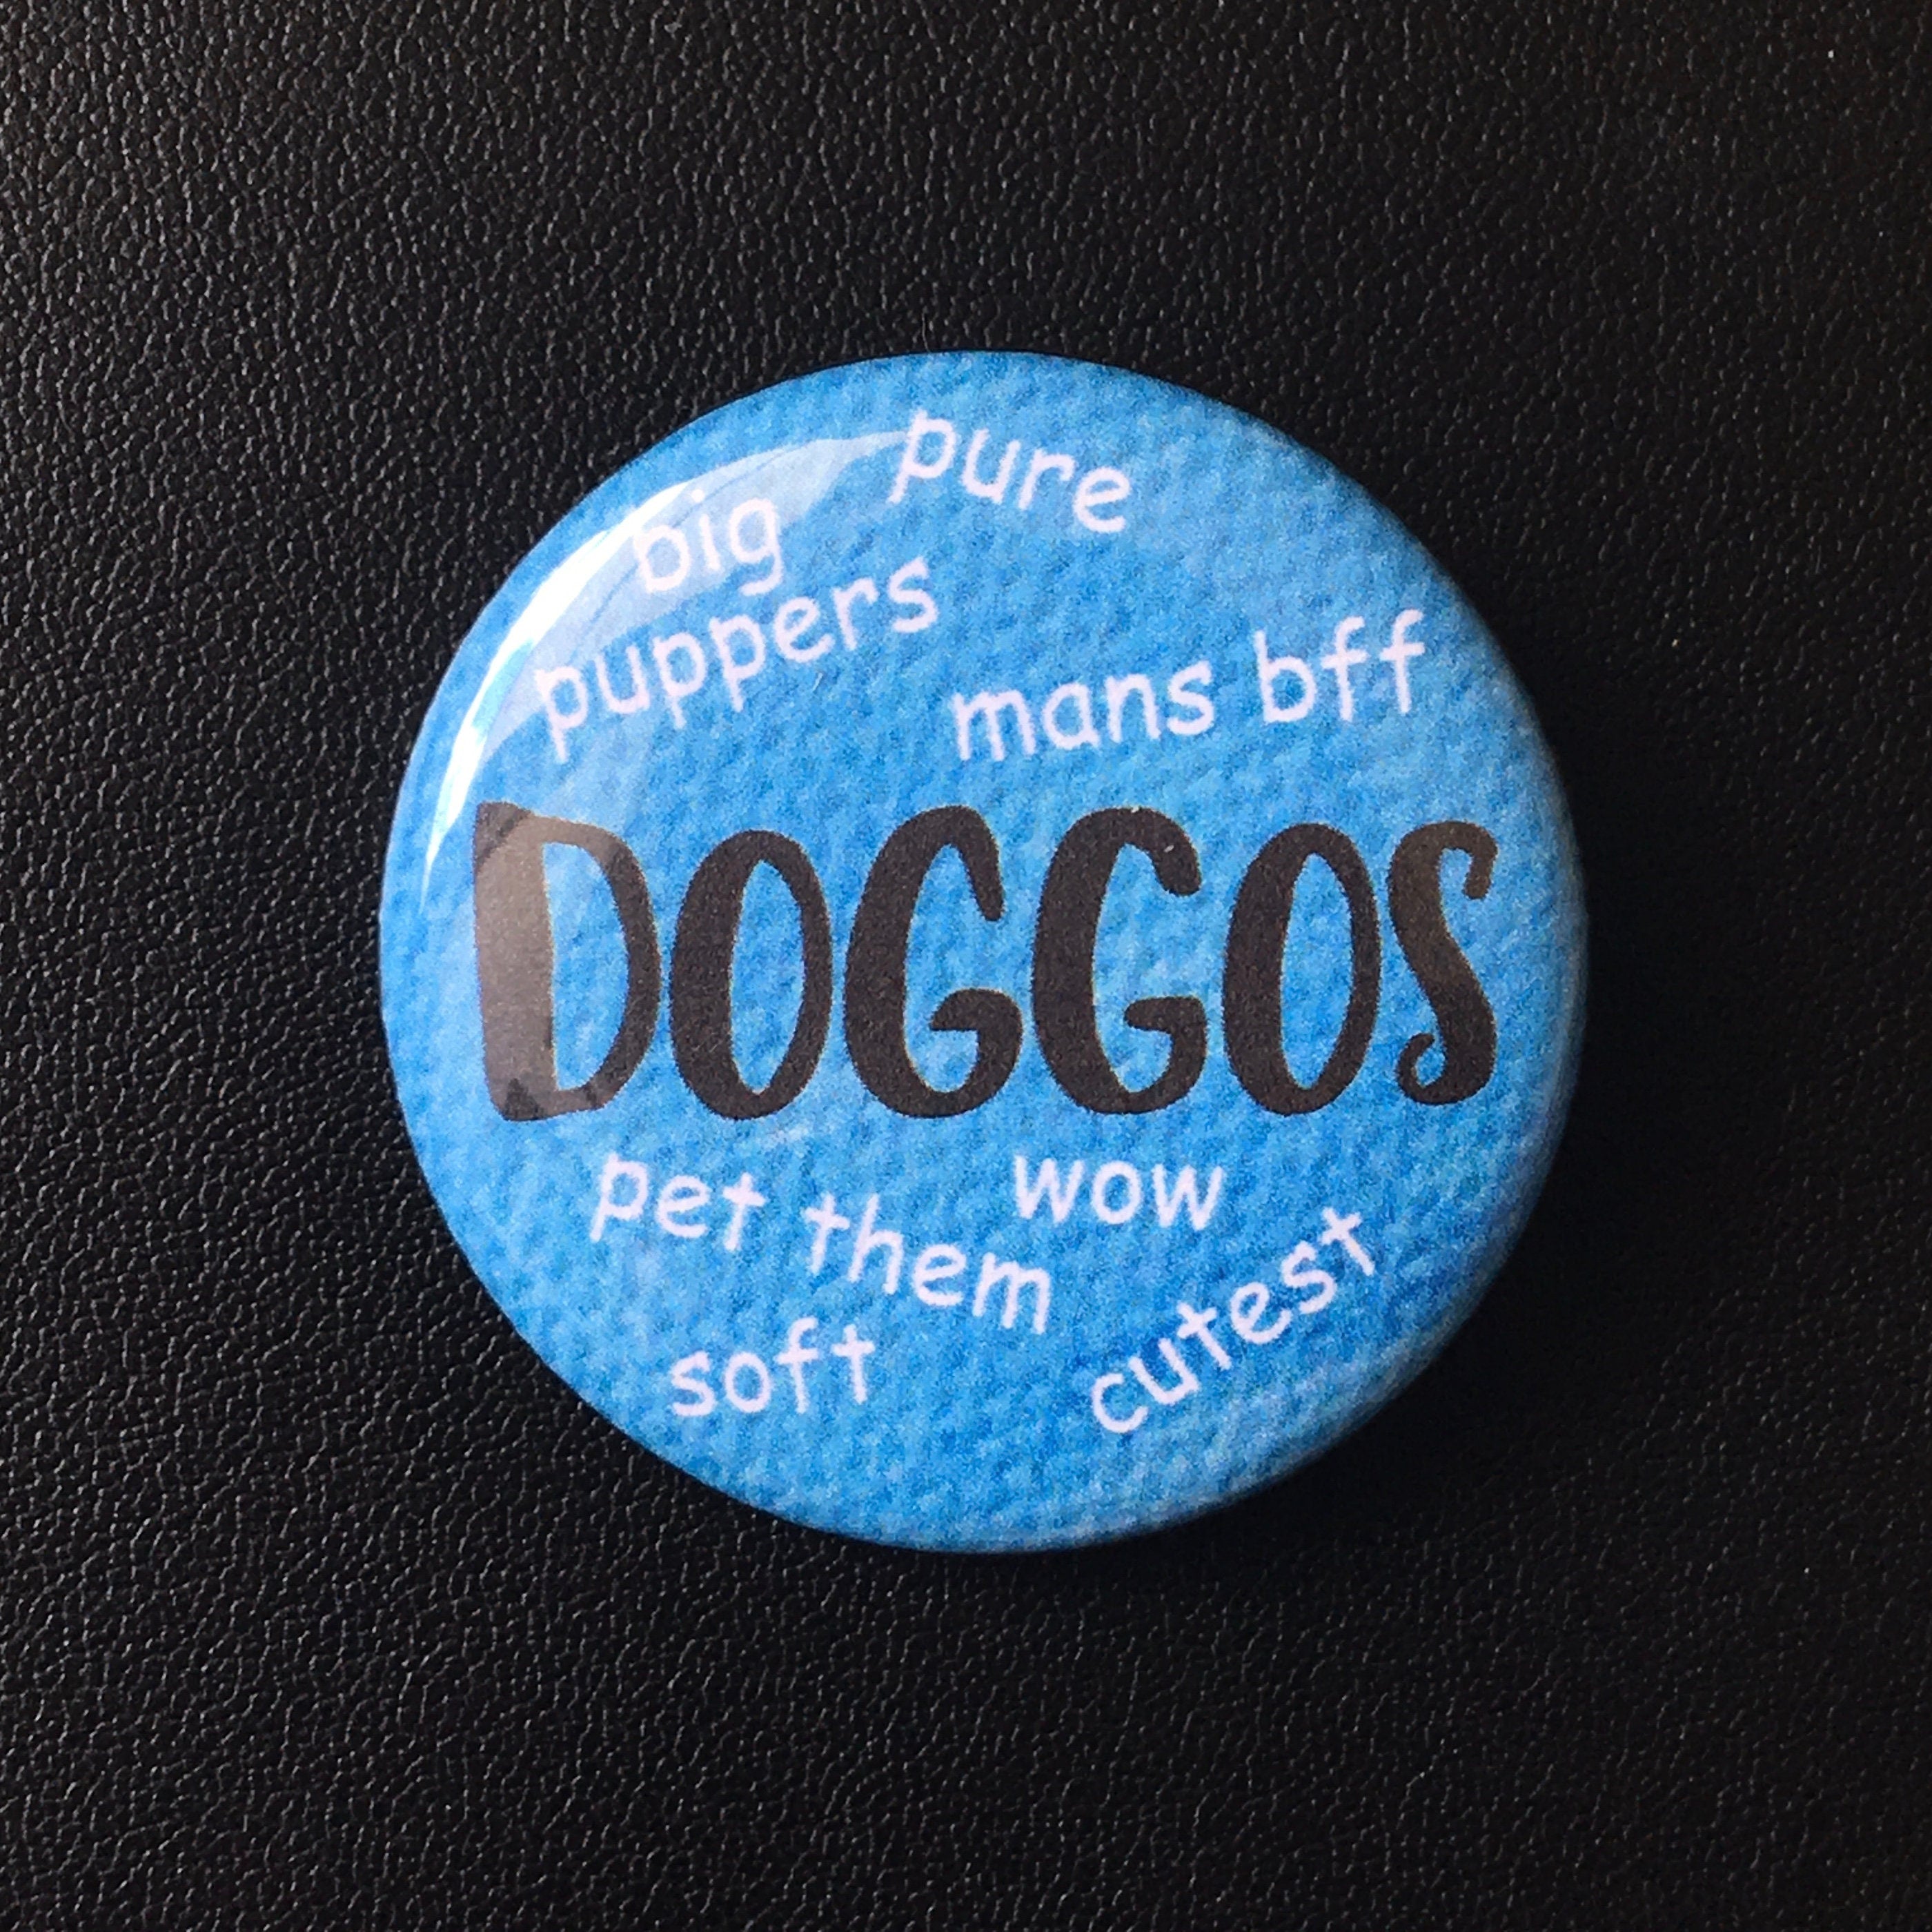 pure
big
puppers
mans bff
DOGGOS
pet them
wow
soft
cutest